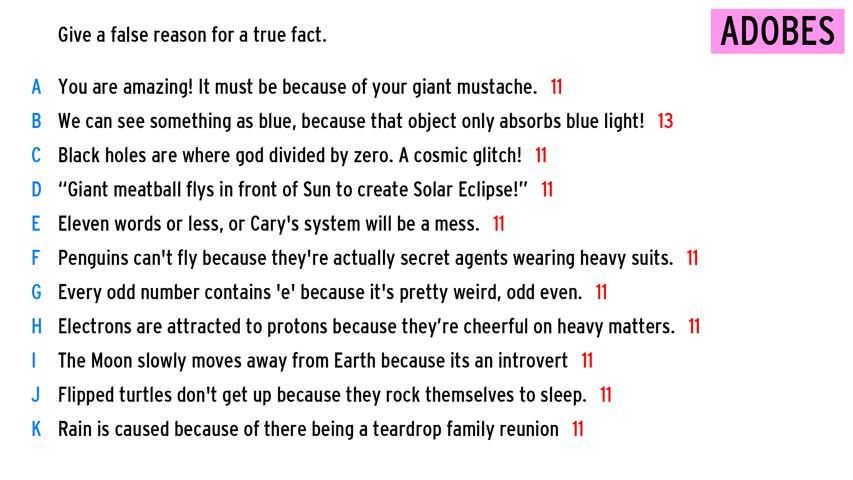 Give a false reason for a true fact.
ADOBES
A You are amazing! It must be because of your giant mustache. 11
B We can see something as blue, because that object only absorbs blue light! 13
C Black holes are where god divided by zero. A cosmic glitch! 11
D “Giant meatball flys in front of Sun to create Solar Eclipse!” 11
E Eleven words or less, or Cary's system will be a mess. 11
F Penguins can't fly because they're actually secret agents wearing heavy suits. 11
G Every odd number contains 'e' because it's pretty weird, odd even. 11
H Electrons are attracted to protons because they’re cheerful on heavy matters. 11
I The Moon slowly moves away from Earth because its an introvert 11
J Flipped turtles don't get up because they rock themselves to sleep. 11
K Rain is caused because of there being a teardrop family reunion 11